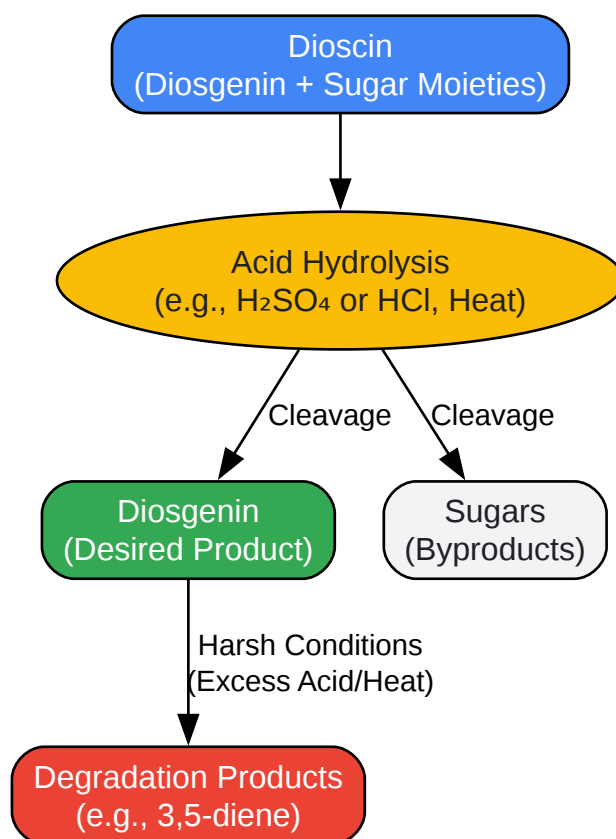 Dioscin
(Diosgenin + Sugar Moieties)
Acid Hydrolysis
(e.g., H₂SO₄ or HCl, Heat)
Cleavage
Cleavage
Diosgenin
(Desired Product)
Sugars
(Byproducts)
Harsh Conditions
(Excess Acid/Heat)
Degradation Products
(e.g., 3,5-diene)